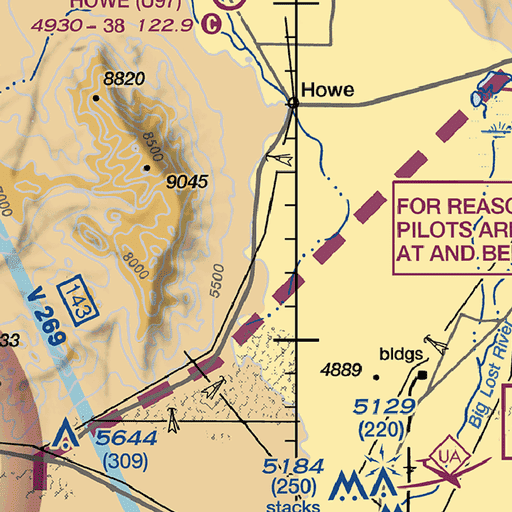 HOWE (U97)
4930 - 38 122.9 C
8820
Howe
8500
9045
7000
FOR REASO
PILOTS ARE
AT AND BE
8000
5500
143
V 269
33
bldgs
4889
Big Lost River
5129
(220)
5644
(309)
UA
5184
(250)
stacks